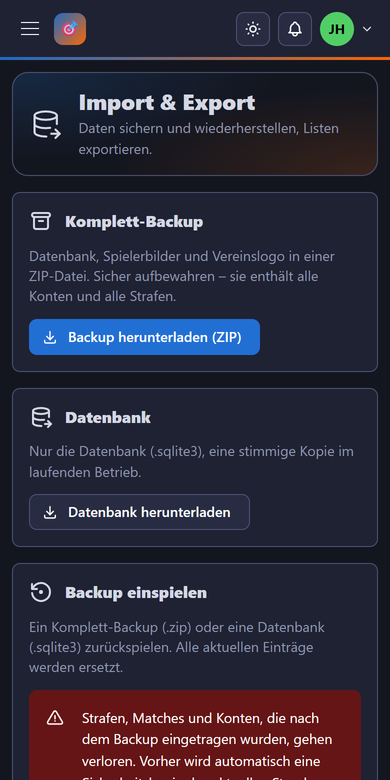 JH
Import & Export
Daten sichern und wiederherstellen, Listen
exportieren.
Komplett-Backup
Datenbank, Spielerbilder und Vereinslogo in einer
ZIP-Datei. Sicher aufbewahren – sie enthält alle
Konten und alle Strafen.
Backup herunterladen (ZIP)
Datenbank
Nur die Datenbank (.sqlite3), eine stimmige Kopie im
laufenden Betrieb.
Datenbank herunterladen
Backup einspielen
Ein Komplett-Backup (.zip) oder eine Datenbank
(.sqlite3) zurückspielen. Alle aktuellen Einträge
werden ersetzt.
Strafen, Matches und Konten, die nach
dem Backup eingetragen wurden, gehen
verloren. Vorher wird automatisch eine